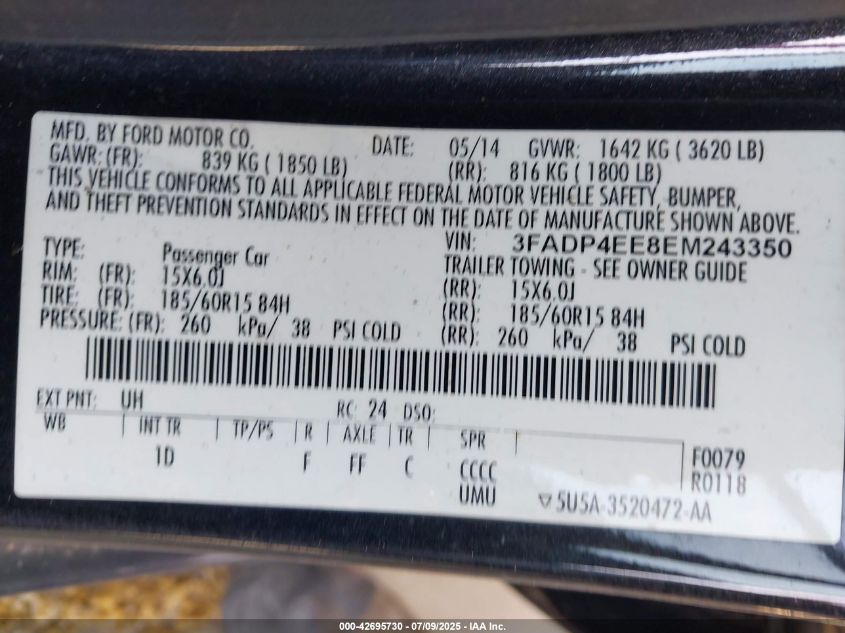 MFD. BY FORD MOTOR CO. DATE: 05/14 GVWR: 1642 KG ( 3620 LB)
GAWR: (FR): 839 KG ( 1850 LB) (RR): 816 KG ( 1800 LB)
THIS VEHICLE CONFORMS TO ALL APPLICABLE FEDERAL MOTOR VEHICLE SAFETY, BUMPER,
AND THEFT PREVENTION STANDARDS IN EFFECT ON THE DATE OF MANUFACTURE SHOWN ABOVE.
VIN: 3FADP4EE8EM243350
TYPE: Passenger Car TRAILER TOWING - SEE OWNER GUIDE
RIM: (FR): 15X6.0J (RR): 15X6.0J
TIRE: (FR): 185/60R15 84H (RR): 185/60R15 84H
PRESSURE: (FR): 260 kPa/ 38 PSI COLD (RR): 260 kPa/ 38 PSI COLD
EXT PNT: UH RC: 24 DSO:
WB | INT TR | TP/PS | R | AXLE | TR | SPR | F0079
1D F FF C CCCC R0118
UMU ▽5U5A-3520472-AA
000-42695730 - 07/09/2025 - IAA Inc.